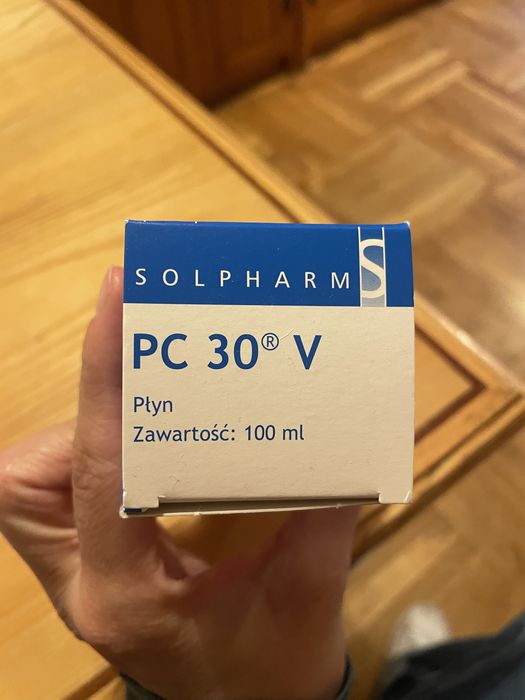 SOLPHARM S
PC 30® V
Płyn
Zawartość: 100 ml